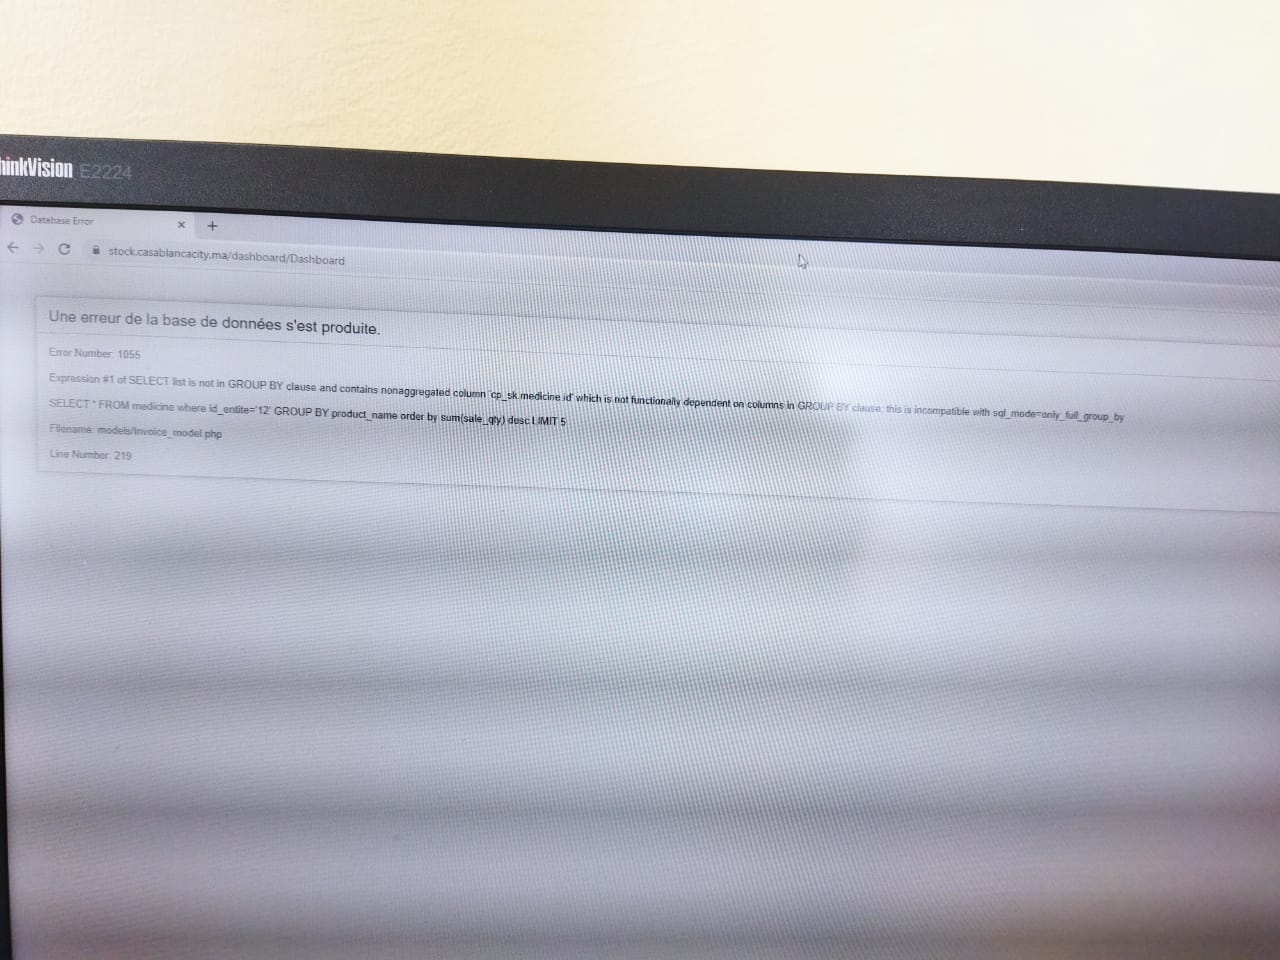 hinkVision E2224
Database Error
stock.casablancacity.ma/dashboard/Dashboard
Une erreur de la base de données s'est produite.
Error Number: 1055
Expression #1 of SELECT list is not in GROUP BY clause and contains nonaggregated column 'cp_sk.medicine.id' which is not functionally dependent on columns in GROUP BY clause; this is incompatible with sql_mode=only_full_group_by
SELECT * FROM medicine where id_entite='12' GROUP BY product_name order by sum(sale_qty) desc LIMIT 5
Filename: models/Invoice_model.php
Line Number: 219